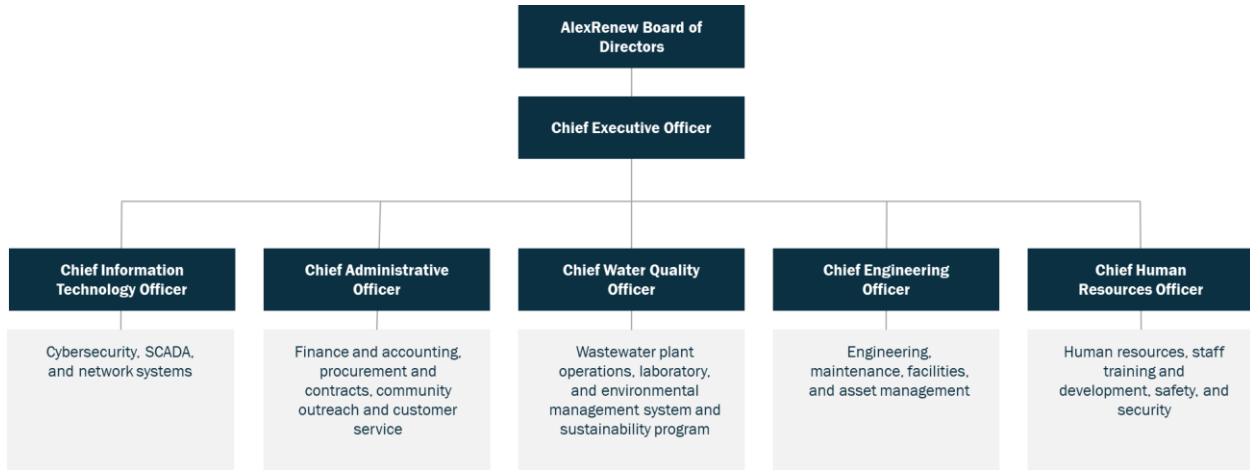 AlexRenew Board of
Directors
Chief Executive Officer
Chief Information
Technology Officer
Chief Administrative
Officer
Chief Water Quality
Officer
Chief Engineering
Officer
Chief Human
Resources Officer
Cybersecurity, SCADA,
and network systems
Finance and accounting,
procurement and
contracts, community
outreach and customer
service
Wastewater plant
operations, laboratory,
and environmental
management system and
sustainability program
Engineering,
maintenance, facilities,
and asset management
Human resources, staff
training and
development, safety, and
security